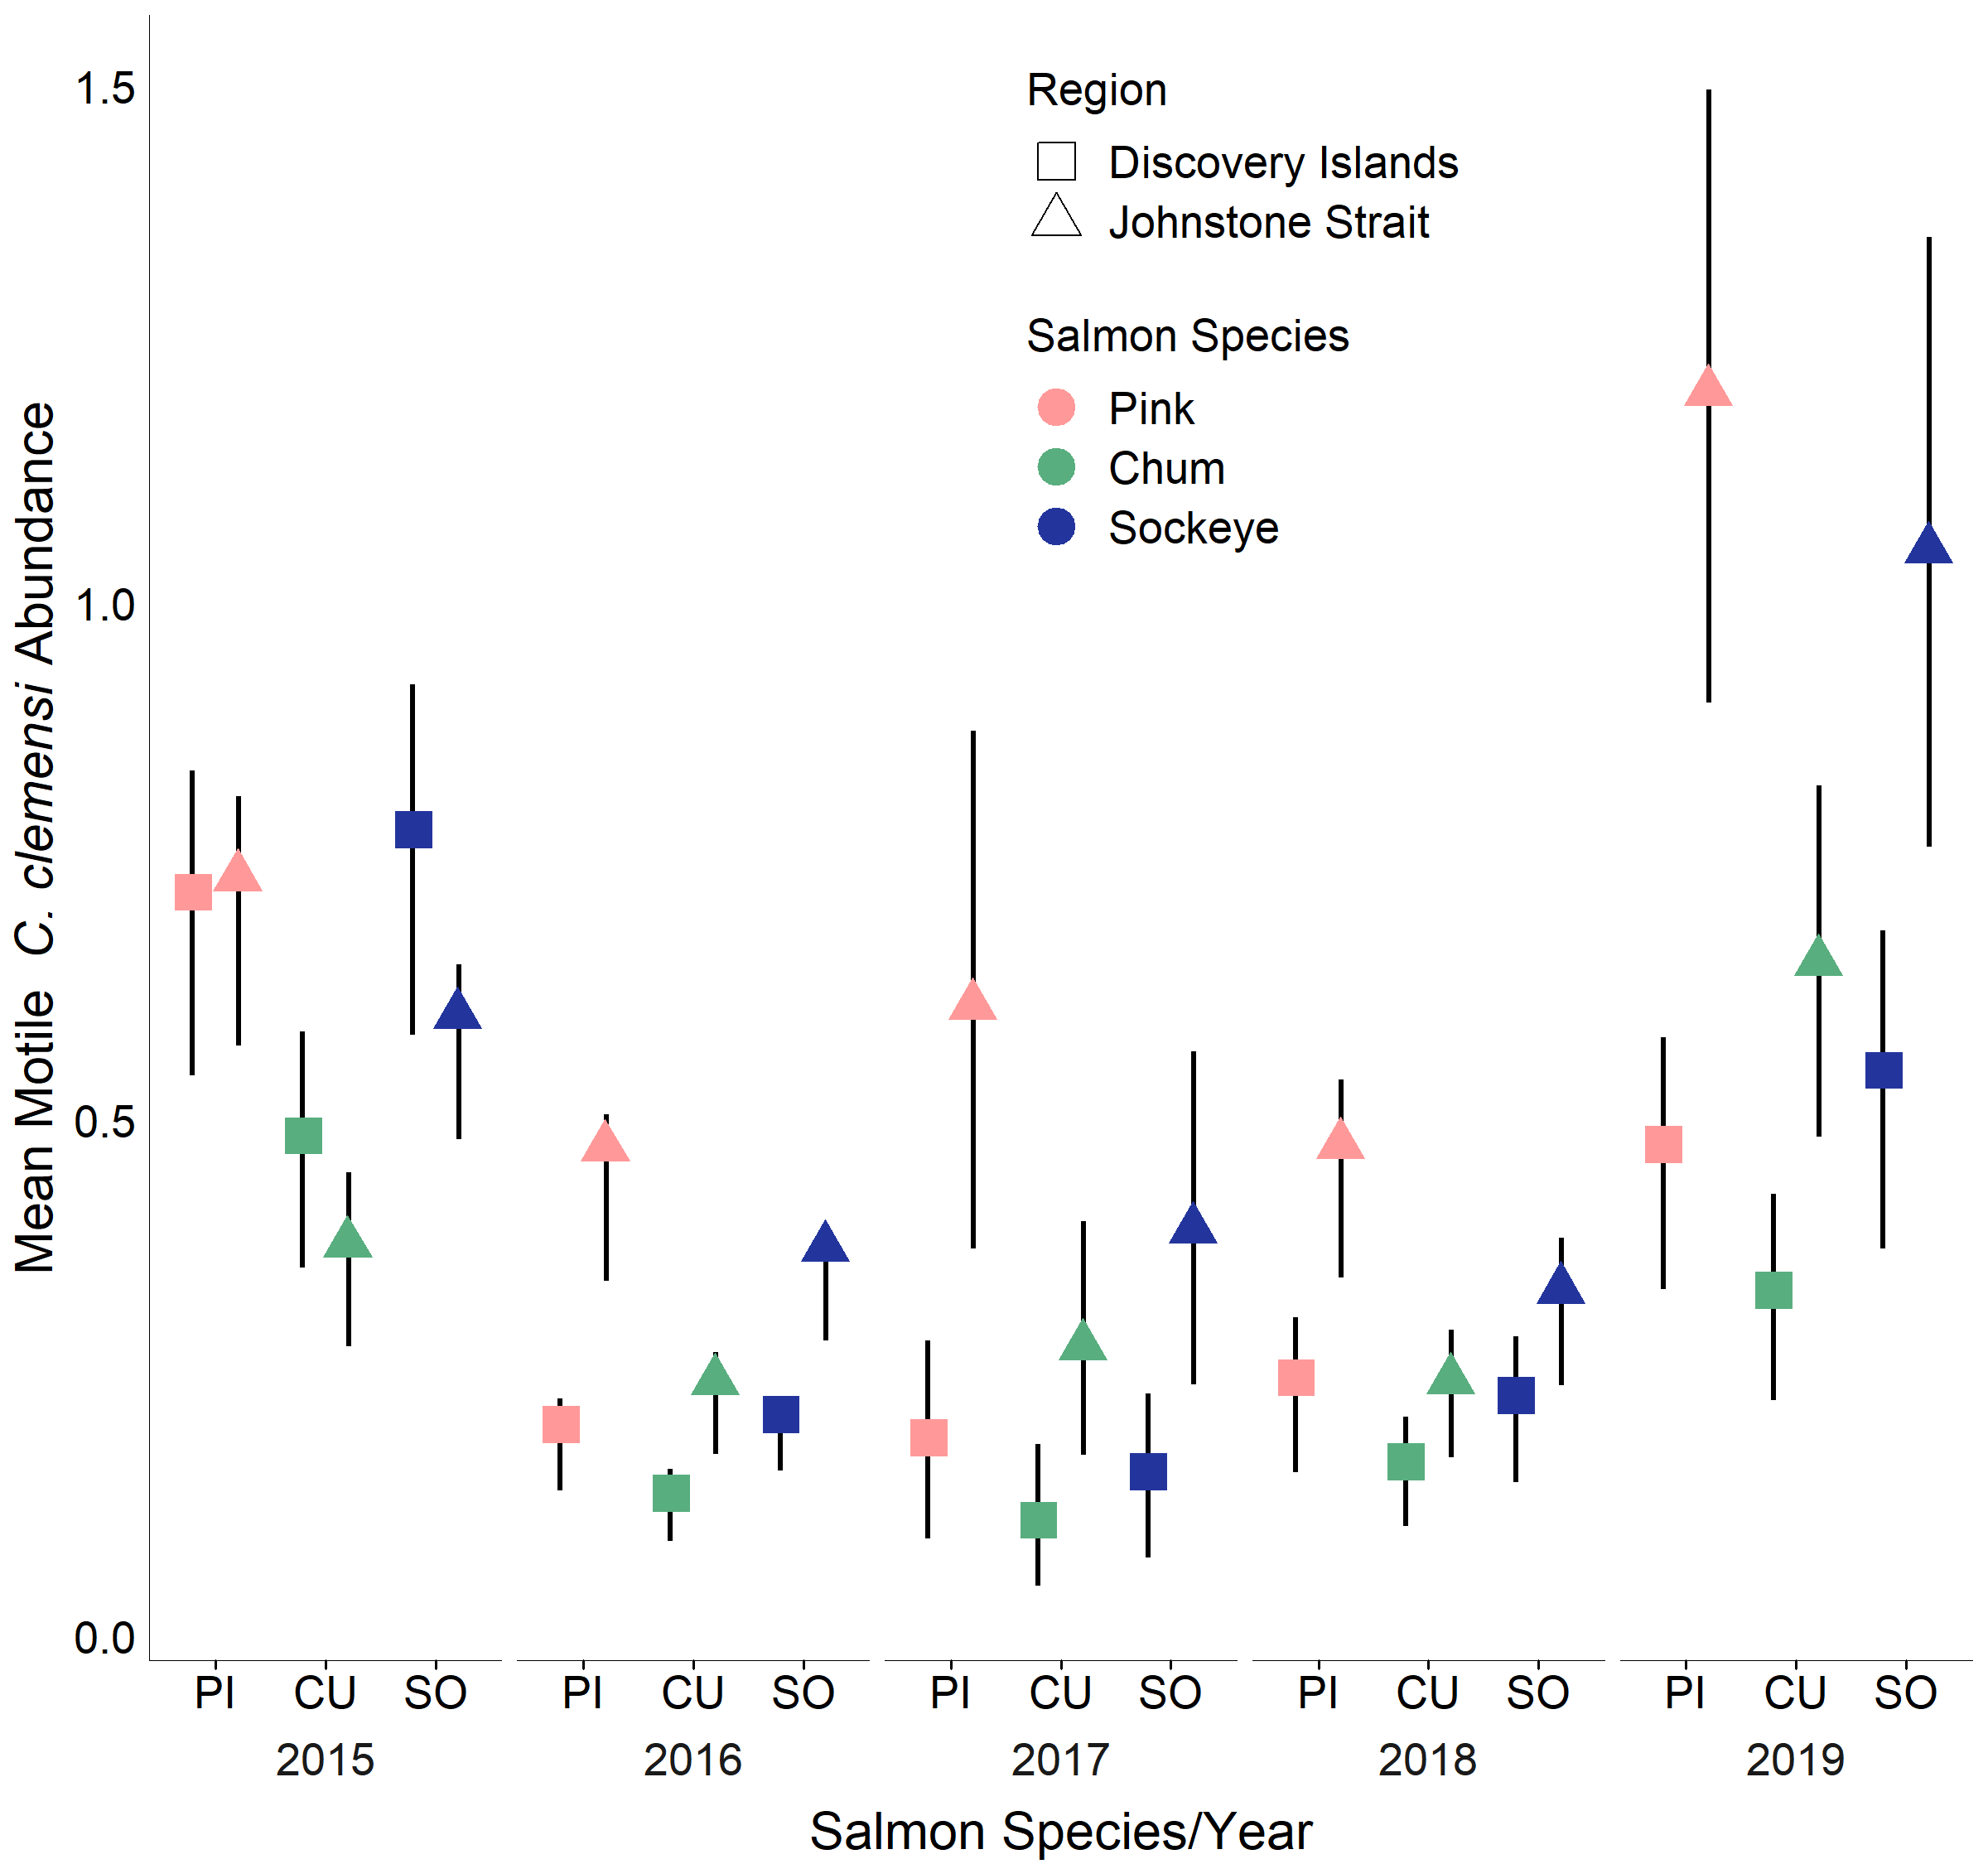 Mean Motile C. clemensi Abundance
1.5
1.0
0.5
0.0
Region
Discovery Islands
Johnstone Strait
Salmon Species
Pink
Chum
Sockeye
PI CU SO PI CU SO PI CU SO PI CU SO PI CU SO
2015 2016 2017 2018 2019
Salmon Species/Year